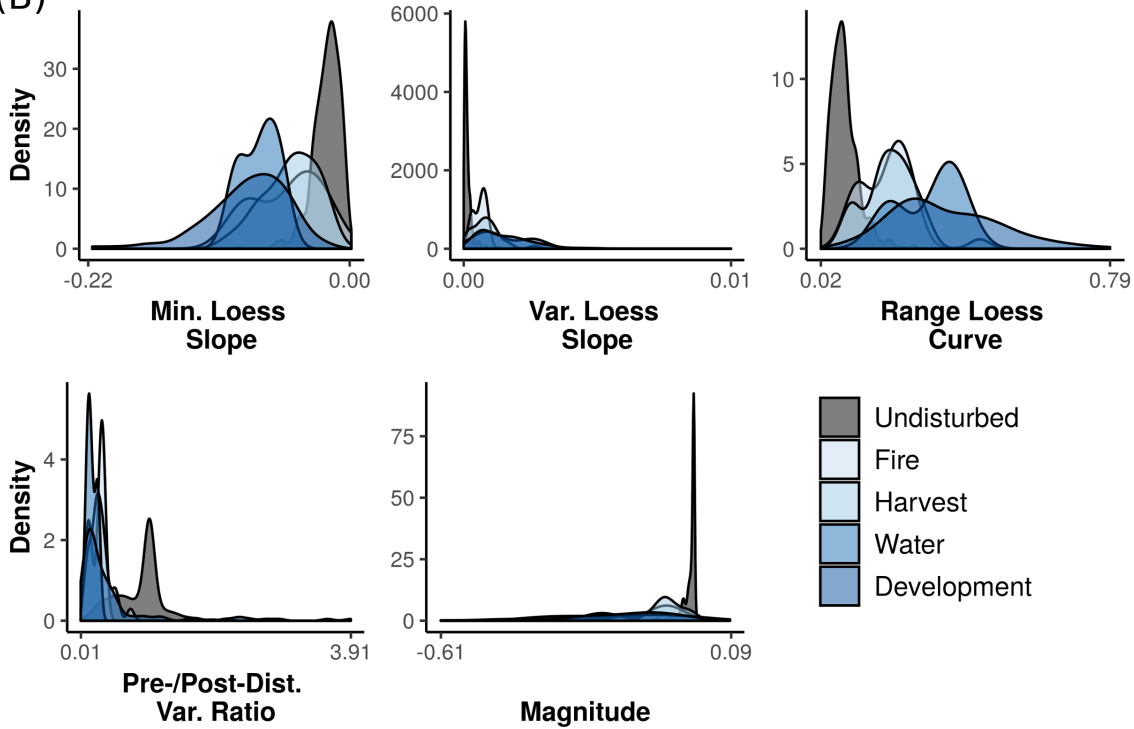 (B)
Density
30
20
10
0
-0.22 0.00
Min. Loess
Slope
6000
4000
2000
0
0.00 0.01
Var. Loess
Slope
10
5
0
0.02 0.79
Range Loess
Curve
Density
4
2
0
0.01 3.91
Pre-/Post-Dist.
Var. Ratio
75
50
25
0
-0.61 0.09
Magnitude
Undisturbed
Fire
Harvest
Water
Development